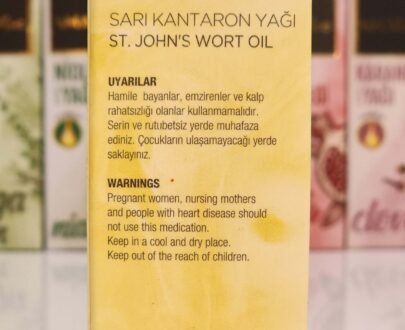 SARI KANTARON YAĞI
ST. JOHN'S WORT OIL
UYARILAR
Hamile bayanlar, emzirenler ve kalp
rahatsızlığı olanlar kullanmamalıdır.
Serin ve rutubetsiz yerde muhafaza
ediniz. Çocukların ulaşamayacağı yerde
saklayınız.
WARNINGS
Pregnant women, nursing mothers
and people with heart disease should
not use this medication.
Keep in a cool and dry place.
Keep out of the reach of children.
YAĞI
clove